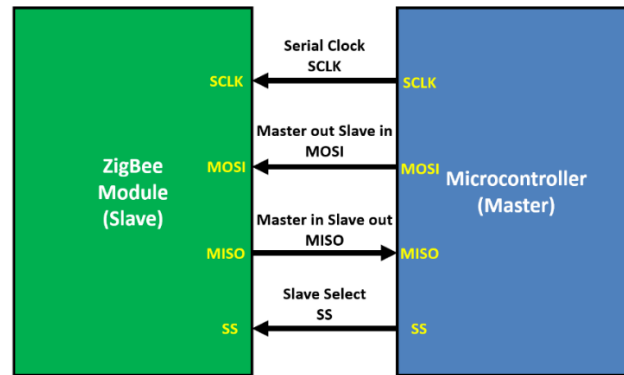 Serial Clock
SCLK
SCLK
SCLK
Master out Slave in
MOSI
MOSI
MOSI
ZigBee
Module
(Slave)
Microcontroller
(Master)
Master in Slave out
MISO
MISO
MISO
Slave Select
SS
SS
SS